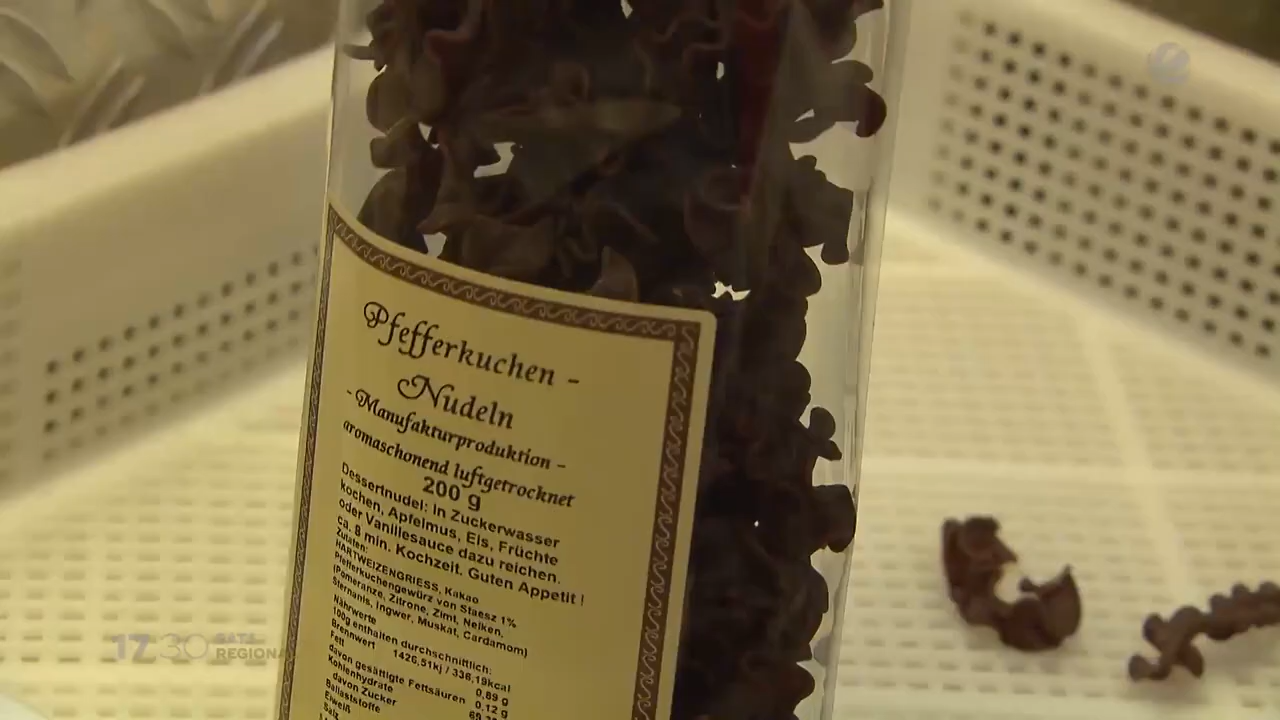 Pfefferkuchen -
Nudeln
- Manufakturproduktion -
aromaschonend luftgetrocknet
200 g
Dessertnudel: in Zuckerwasser
kochen, Apfelmus, Eis, Früchte
oder Vanillesauce dazu reichen.
ca. 8 min. Kochzeit. Guten Appetit !
Zutaten:
HARTWEIZENGRIESS, Kakao
Pfefferkuchengewürz von Staesz 1%
(Pomeranze, Zitrone, Zimt, Nelken,
Sternanis, Ingwer, Muskat, Cardamom)
Nährwerte
100g enthalten durchschnittlich:
Brennwert 1426,51kj / 336,19kcal
Fett 0,89 g
davon gesättigte Fettsäuren 0,12 g
Kohlenhydrate
davon Zucker
Ballaststoffe
Eiweiß
Salz
17:30 SAT.1
REGIONAL